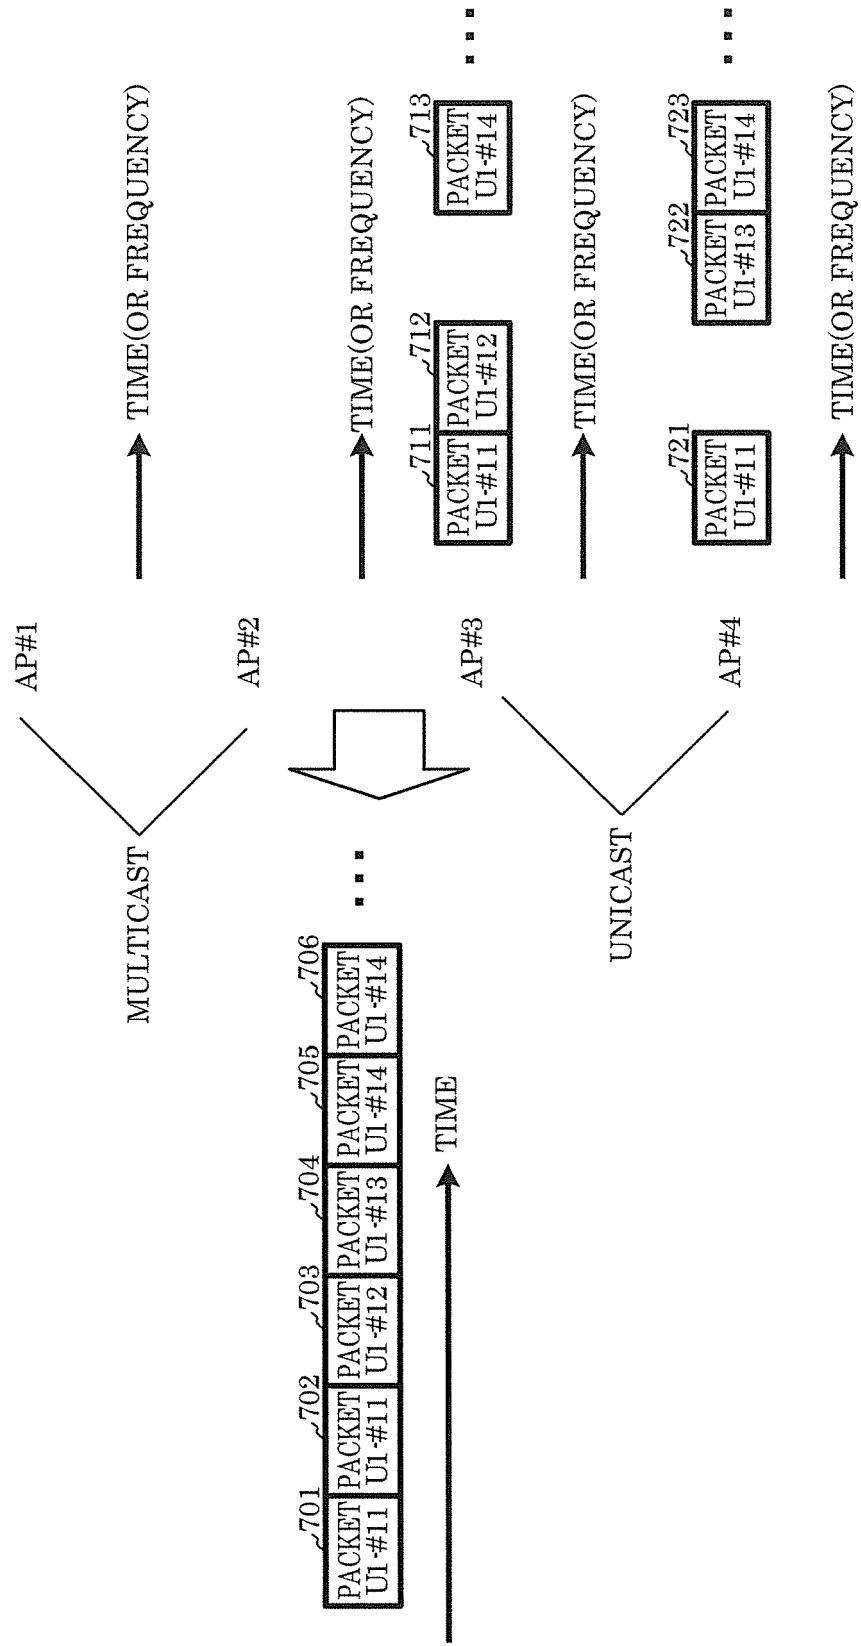 MULTICAST
AP#1
TIME(OR FREQUENCY)
AP#2
TIME(OR FREQUENCY)
701
702
703
704
705
706
PACKET
U1-#11
PACKET
U1-#11
PACKET
U1-#12
PACKET
U1-#13
PACKET
U1-#14
PACKET
U1-#14
TIME
711
712
713
PACKET
U1-#11
PACKET
U1-#12
PACKET
U1-#14
AP#3
TIME(OR FREQUENCY)
UNICAST
721
722
723
PACKET
U1-#11
PACKET
U1-#13
PACKET
U1-#14
AP#4
TIME(OR FREQUENCY)